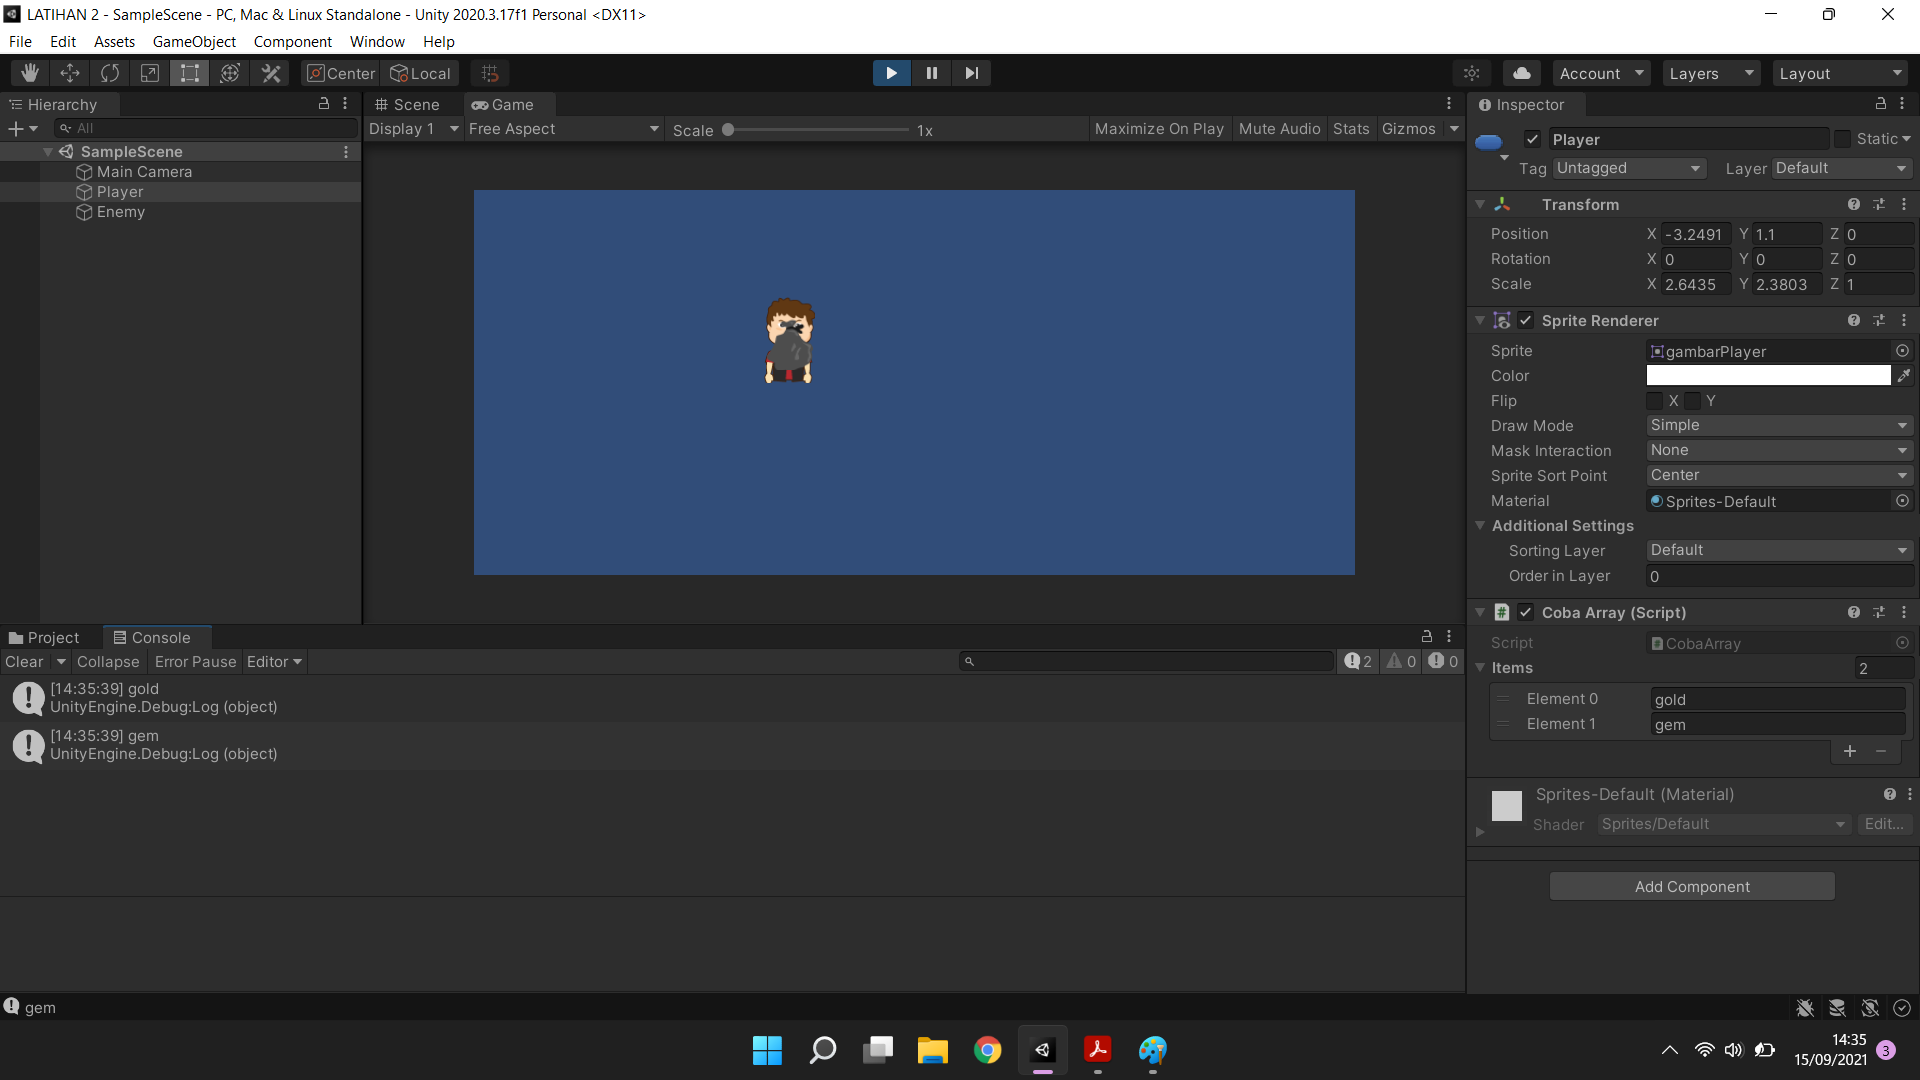 LATIHAN 2 - SampleScene - PC, Mac & Linux Standalone - Unity 2020.3.17f1 Personal <DX11>
File Edit Assets GameObject Component Window Help
Center Local Account Layers Layout
Hierarchy
All
SampleScene
Main Camera
Player
Enemy
Scene Game
Display 1 Free Aspect Scale 1x Maximize On Play Mute Audio Stats Gizmos
Project Console
Clear Collapse Error Pause Editor 2 0 0
[14:35:39] gold
UnityEngine.Debug:Log (object)
[14:35:39] gem
UnityEngine.Debug:Log (object)
gem
Inspector
Player Static
Tag Untagged Layer Default
Transform
Position X -3.2491 Y 1.1 Z 0
Rotation X 0 Y 0 Z 0
Scale X 2.6435 Y 2.3803 Z 1
Sprite Renderer
Sprite gambarPlayer
Color
Flip X Y
Draw Mode Simple
Mask Interaction None
Sprite Sort Point Center
Material Sprites-Default
Additional Settings
Sorting Layer Default
Order in Layer 0
Coba Array (Script)
Script CobaArray
Items 2
Element 0 gold
Element 1 gem
Sprites-Default (Material)
Shader Sprites/Default Edit...
Add Component
14:35
15/09/2021 3